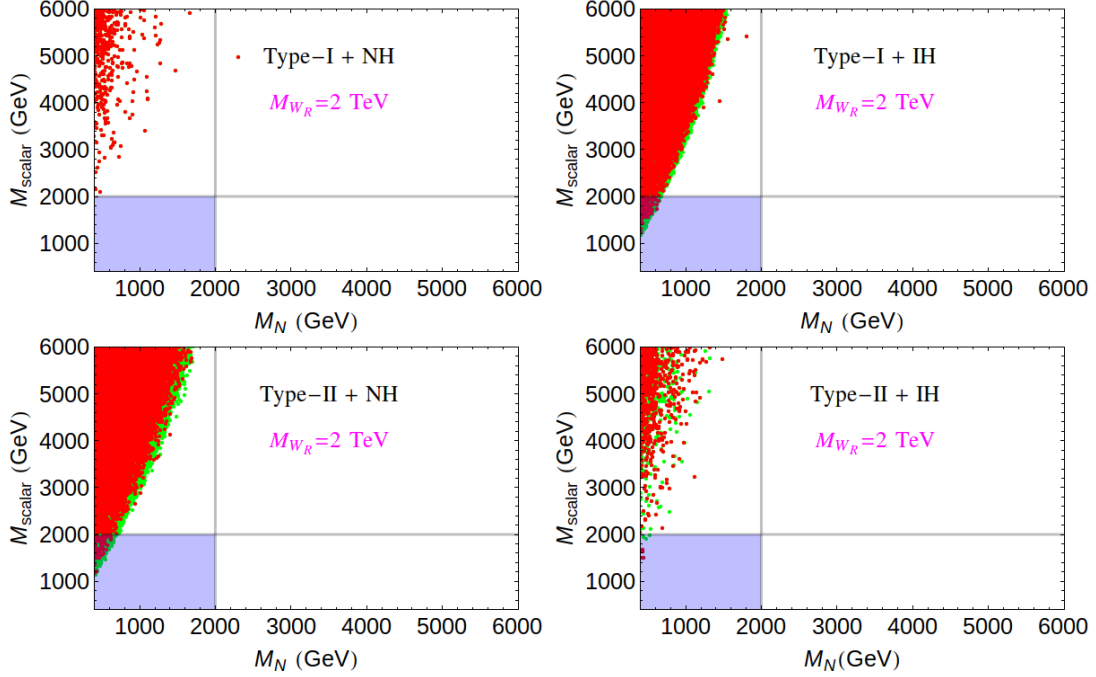 6000
5000
4000
3000
2000
1000
M_scalar (GeV)
Type−I + NH
M_{W_R}=2 TeV
1000 2000 3000 4000 5000 6000
M_N (GeV)
6000
5000
4000
3000
2000
1000
M_scalar (GeV)
Type−I + IH
M_{W_R}=2 TeV
1000 2000 3000 4000 5000 6000
M_N (GeV)
6000
5000
4000
3000
2000
1000
M_scalar (GeV)
Type−II + NH
M_{W_R}=2 TeV
1000 2000 3000 4000 5000 6000
M_N (GeV)
6000
5000
4000
3000
2000
1000
M_scalar (GeV)
Type−II + IH
M_{W_R}=2 TeV
1000 2000 3000 4000 5000 6000
M_N(GeV)